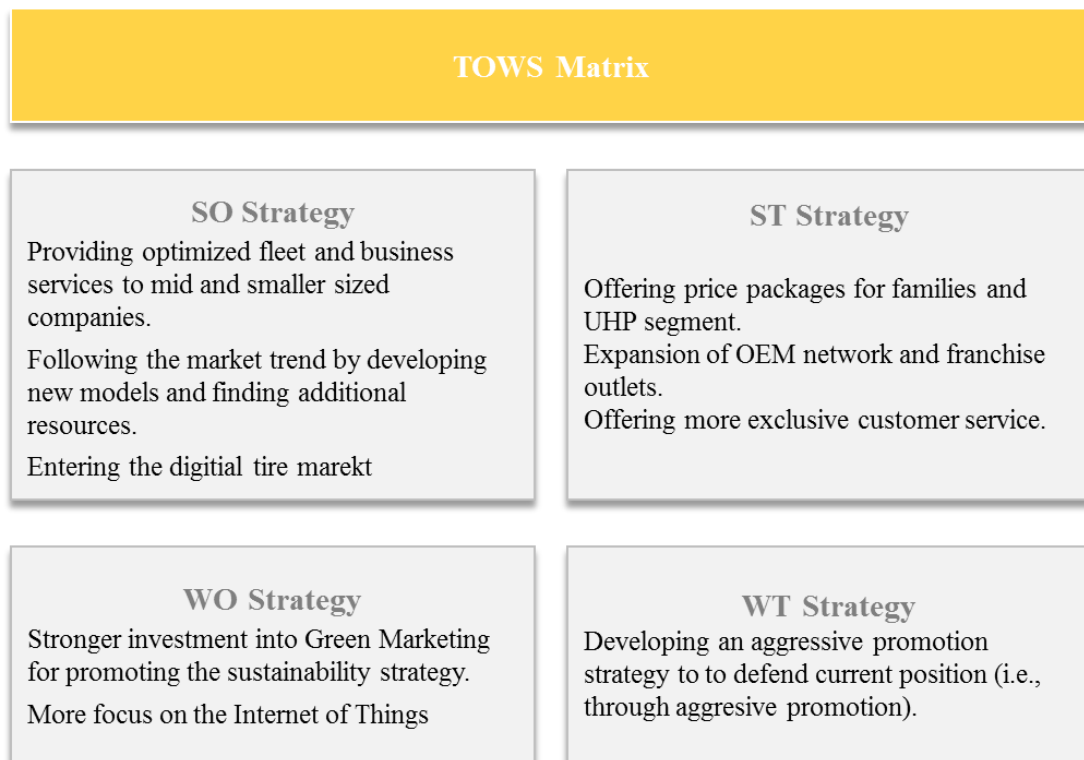 TOWS Matrix
SO Strategy
Providing optimized fleet and business
services to mid and smaller sized
companies.
Following the market trend by developing
new models and finding additional
resources.
Entering the digitial tire marekt
ST Strategy
Offering price packages for families and
UHP segment.
Expansion of OEM network and franchise
outlets.
Offering more exclusive customer service.
WO Strategy
Stronger investment into Green Marketing
for promoting the sustainability strategy.
More focus on the Internet of Things
WT Strategy
Developing an aggressive promotion
strategy to to defend current position (i.e.,
through aggresive promotion).